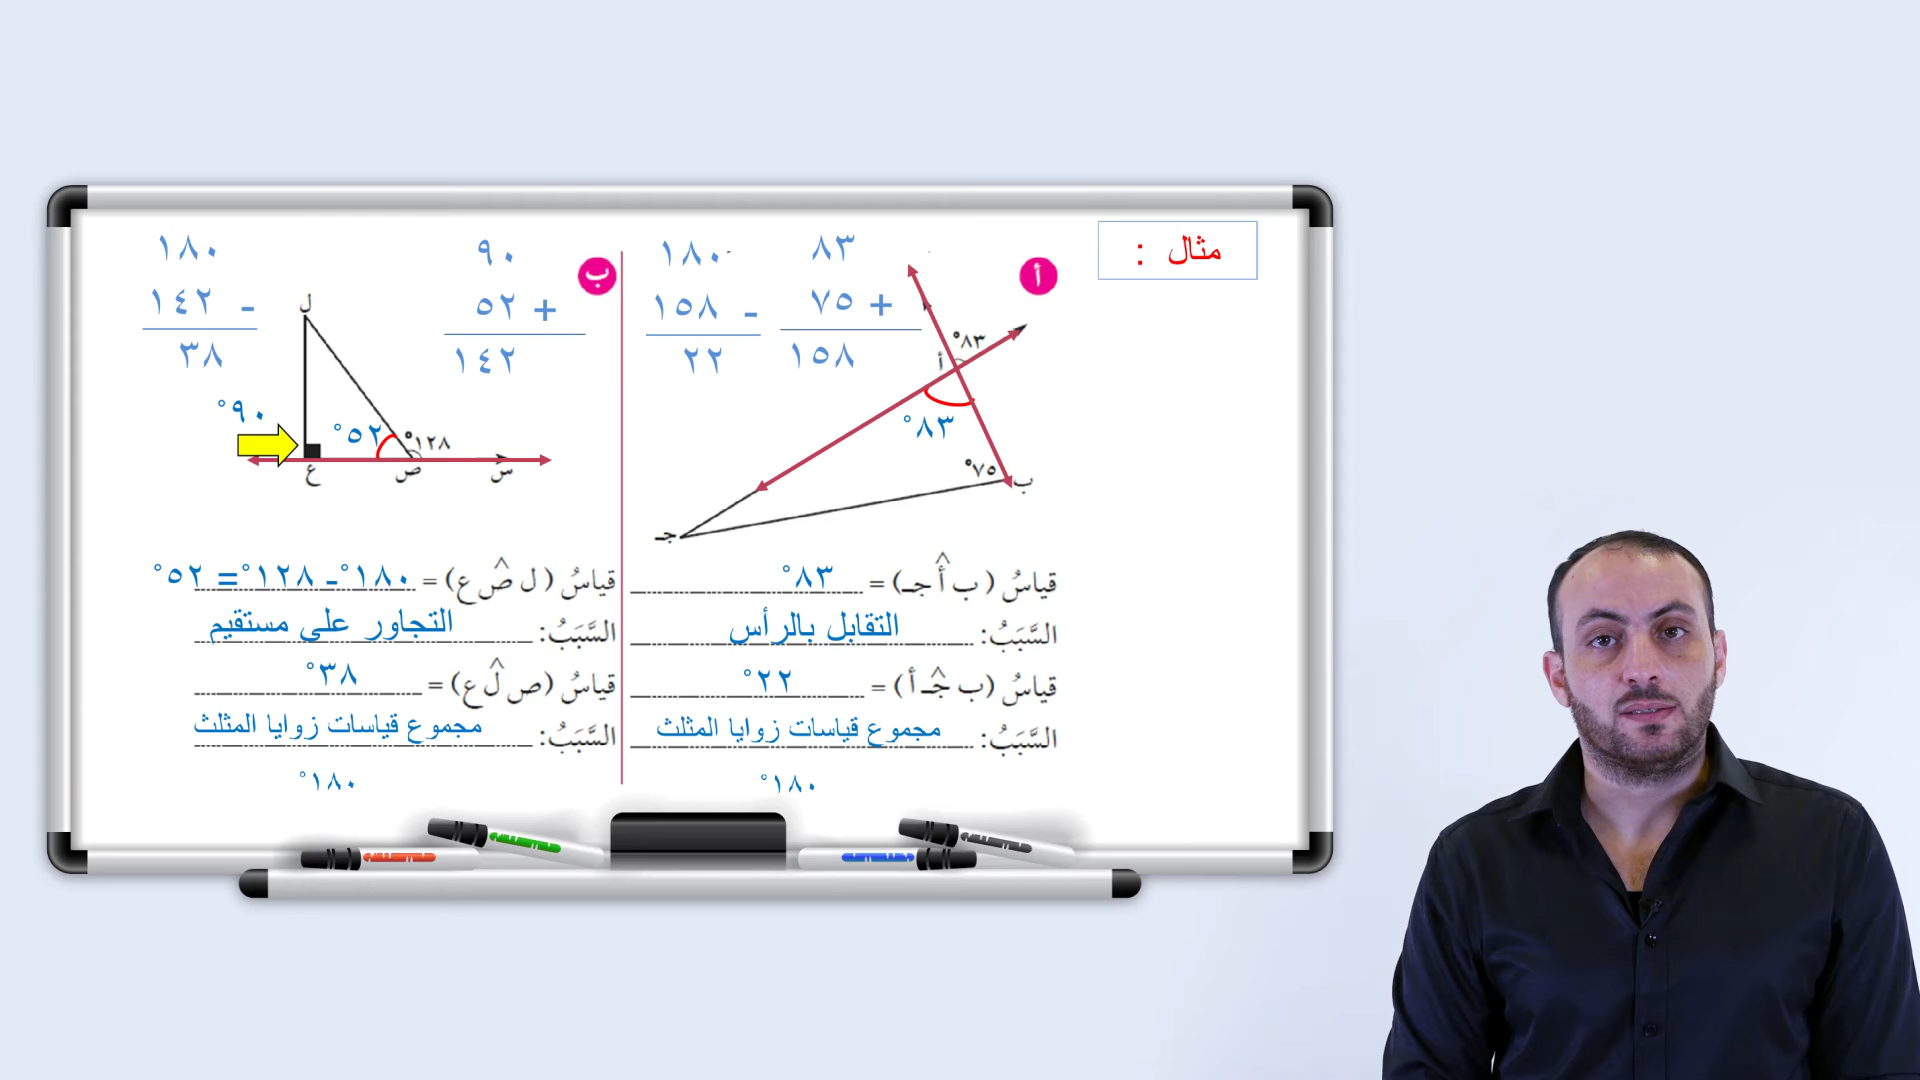 مثال :
أ
٨٣
+ ٧٥
١٥٨
١٨٠
- ١٥٨
٢٢
٨٣°
أ
٨٣°
٧٥°
ب
جـ
قياسُ ( ب أ̂ جـ) = ٨٣°
السَّبَبُ: التقابل بالرأس
قياسُ (ب جـ̂ أ) = ٢٢°
السَّبَبُ: مجموع قياسات زوايا المثلث
١٨٠°
ب
٩٠
+ ٥٢
١٤٢
١٨٠
- ١٤٢
٣٨
ل
٩٠°
٥٢°
١٢٨°
ع
ص
س
قياسُ ( ل ص̂ ع) = ١٨٠°- ١٢٨°= ٥٢°
السَّبَبُ: التجاور على مستقيم
قياسُ (ص ل̂ ع) = ٣٨°
السَّبَبُ: مجموع قياسات زوايا المثلث
١٨٠°